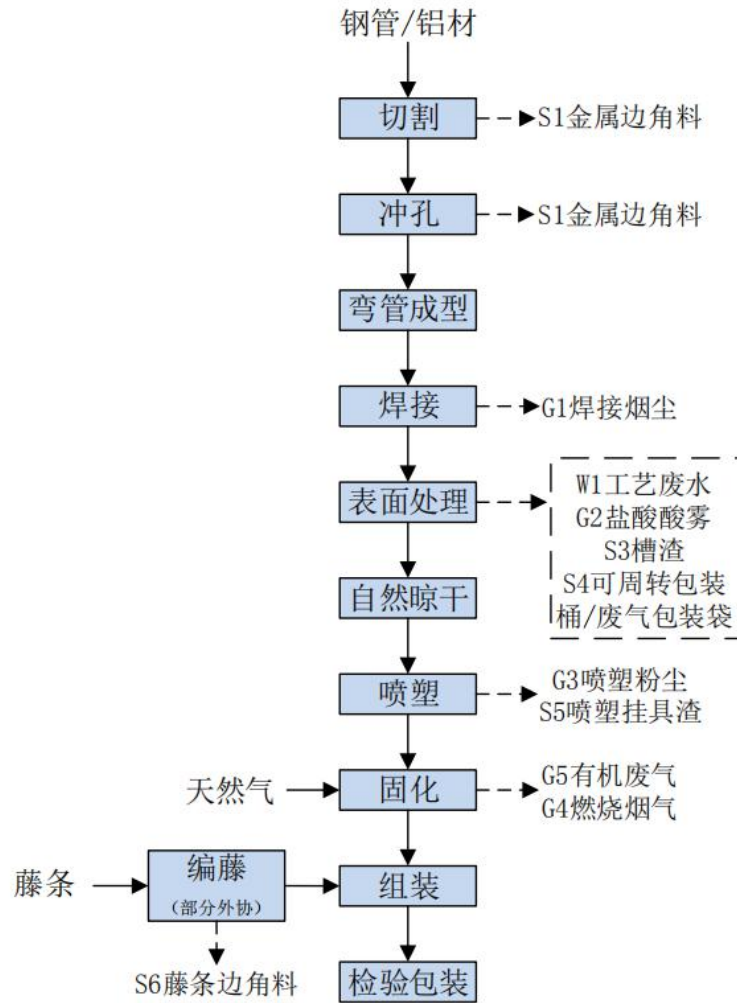 钢管/铝材
切割
S1金属边角料
冲孔
S1金属边角料
弯管成型
焊接
G1焊接烟尘
表面处理
W1工艺废水
G2盐酸酸雾
S3槽渣
S4可周转包装
桶/废气包装袋
自然晾干
喷塑
G3喷塑粉尘
S5喷塑挂具渣
天然气
固化
G5有机废气
G4燃烧烟气
藤条
编藤
(部分外协)
组装
S6藤条边角料
检验包装